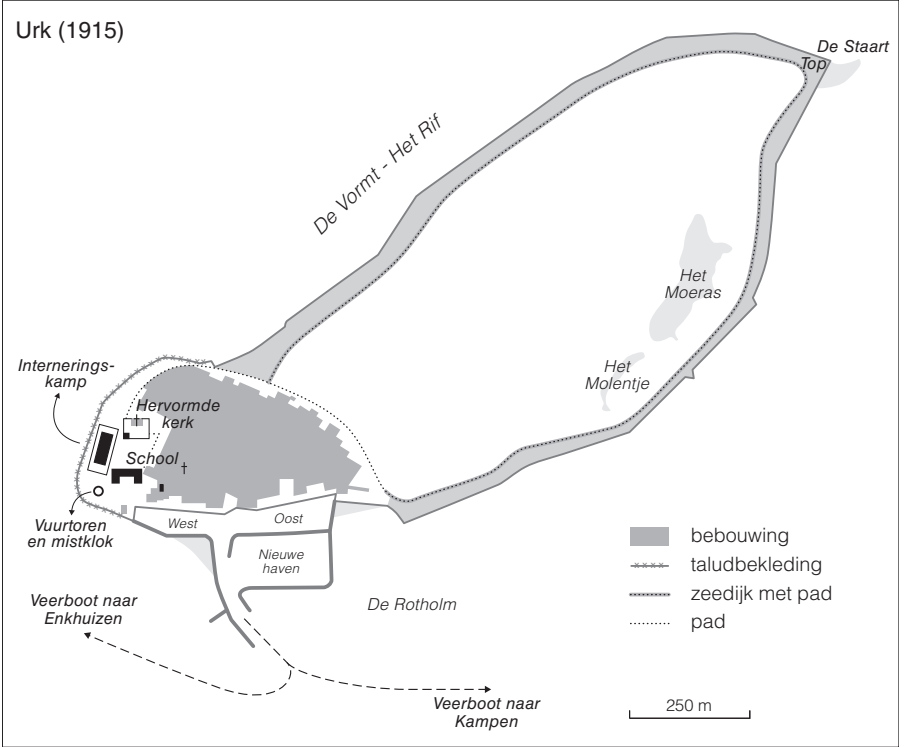 Urk (1915)
De Staart
Top
De Vormt - Het Rif
Het
Moeras
Het
Molentje
Internerings-
kamp
Hervormde
kerk
School
Vuurtoren
en mistklok
West
Oost
Nieuwe
haven
De Rotholm
Veerboot naar
Enkhuizen
Veerboot naar
Kampen
bebouwing
taludbekleding
zeedijk met pad
pad
250 m